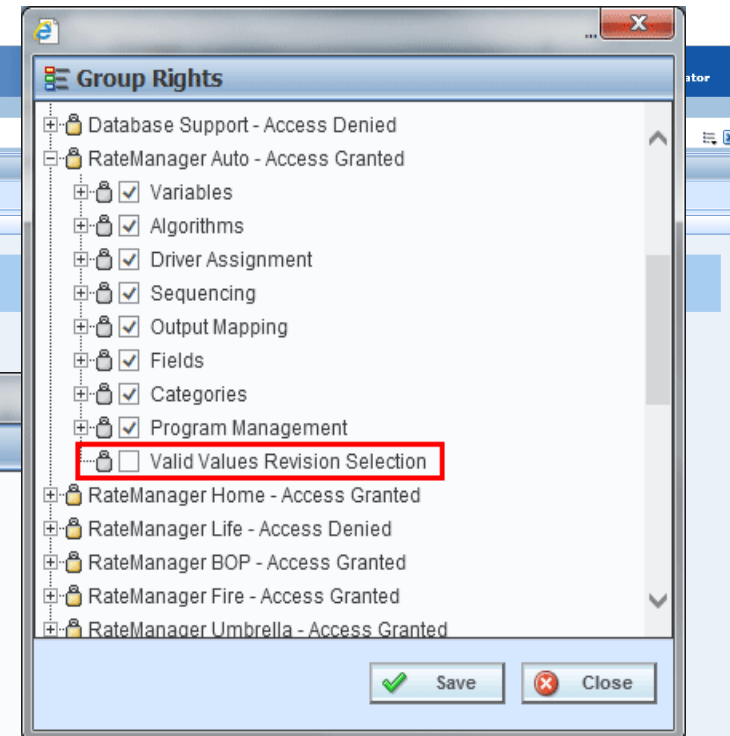 ...
X
Group Rights
ator
Database Support - Access Denied
RateManager Auto - Access Granted
Variables
Algorithms
Driver Assignment
Sequencing
Output Mapping
Fields
Categories
Program Management
Valid Values Revision Selection
RateManager Home - Access Granted
RateManager Life - Access Denied
RateManager BOP - Access Granted
RateManager Fire - Access Granted
RateManager Umbrella - Access Granted
Save
Close